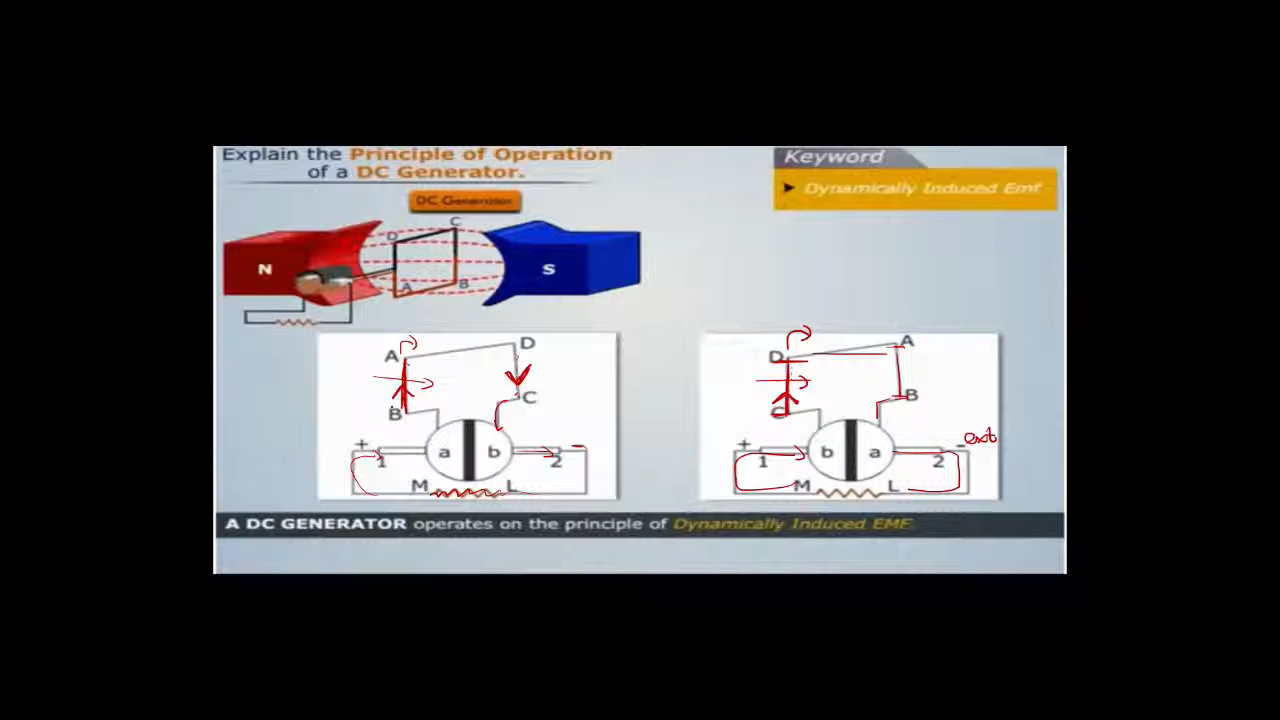 Explain the Principle of Operation
of a DC Generator.
Keyword
Dynamically Induced Emf
DC Generator
N
S
D
C
A
B
A
D
B
C
+
-
1
a
b
2
M
L
D
A
C
B
+
-
ext
1
b
a
2
M
L
A DC GENERATOR operates on the principle of Dynamically Induced EMF.